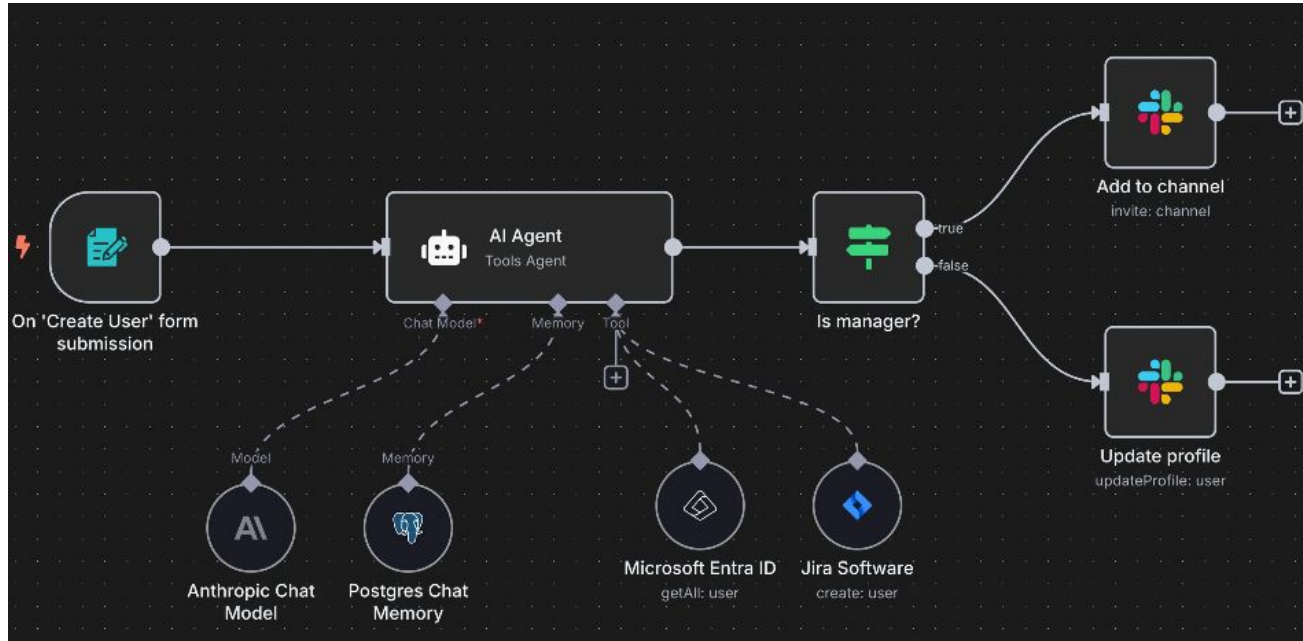 Add to channel
invite: channel
AI Agent
Tools Agent
true
false
On 'Create User' form
submission
Chat Model*
Memory
Tool
Is manager?
Update profile
updateProfile: user
Model
Memory
Anthropic Chat
Model
Postgres Chat
Memory
Microsoft Entra ID
getAll: user
Jira Software
create: user